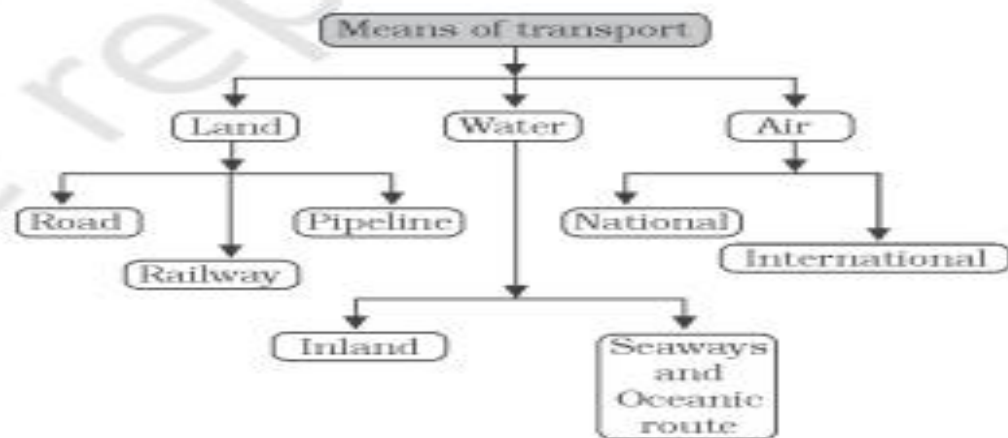 Means of transport
Land
Water
Air
Road
Pipeline
National
Railway
International
Inland
Seaways
and
Oceanic
route